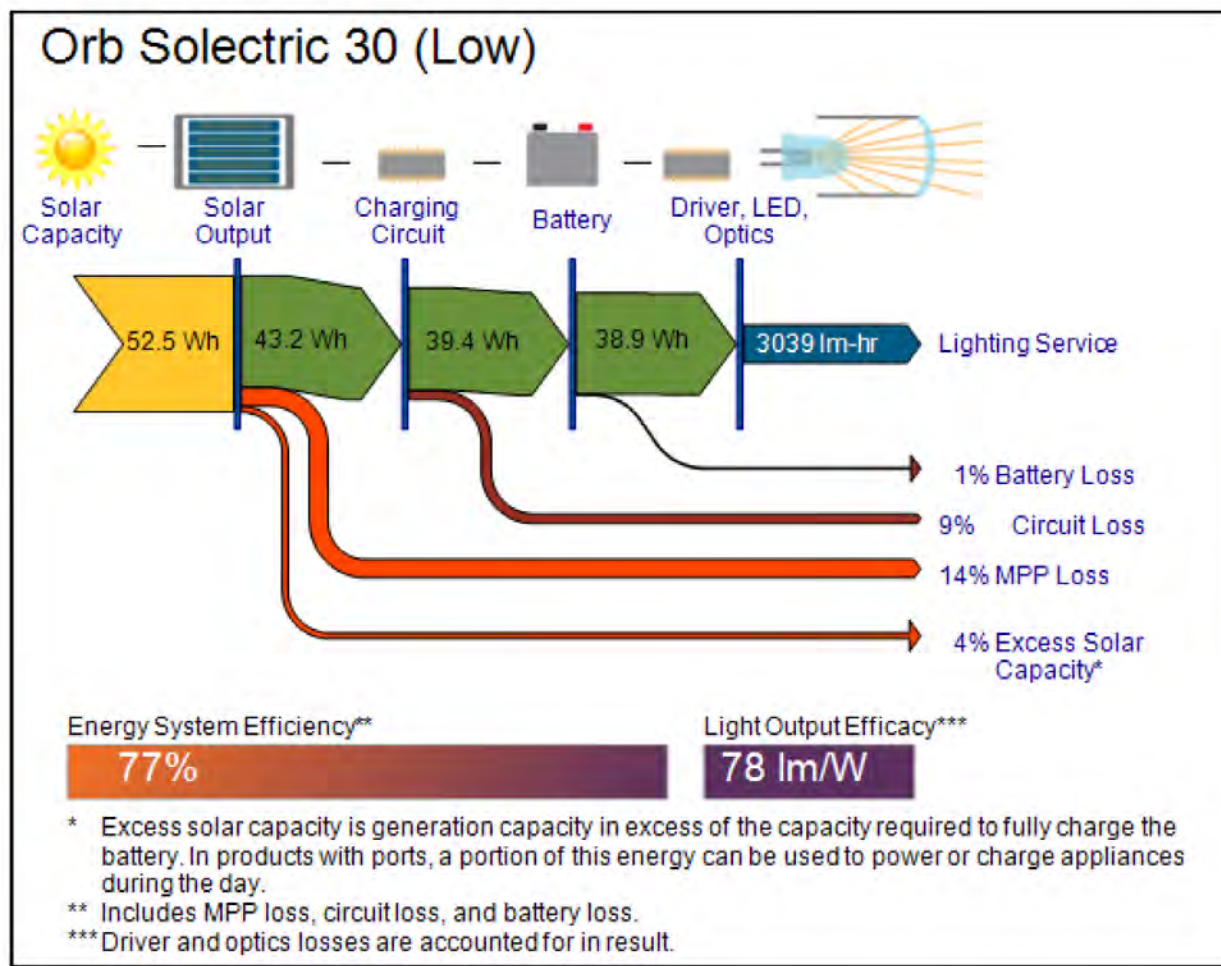 Orb Solectric 30 (Low)
Solar
Capacity
Solar
Output
Charging
Circuit
Battery
Driver, LED,
Optics
52.5 Wh
43.2 Wh
39.4 Wh
38.9 Wh
3039 lm-hr
Lighting Service
1% Battery Loss
9% Circuit Loss
14% MPP Loss
4% Excess Solar
Capacity*
Energy System Efficiency**
77%
Light Output Efficacy***
78 lm/W
* Excess solar capacity is generation capacity in excess of the capacity required to fully charge the
battery. In products with ports, a portion of this energy can be used to power or charge appliances
during the day.
** Includes MPP loss, circuit loss, and battery loss.
*** Driver and optics losses are accounted for in result.